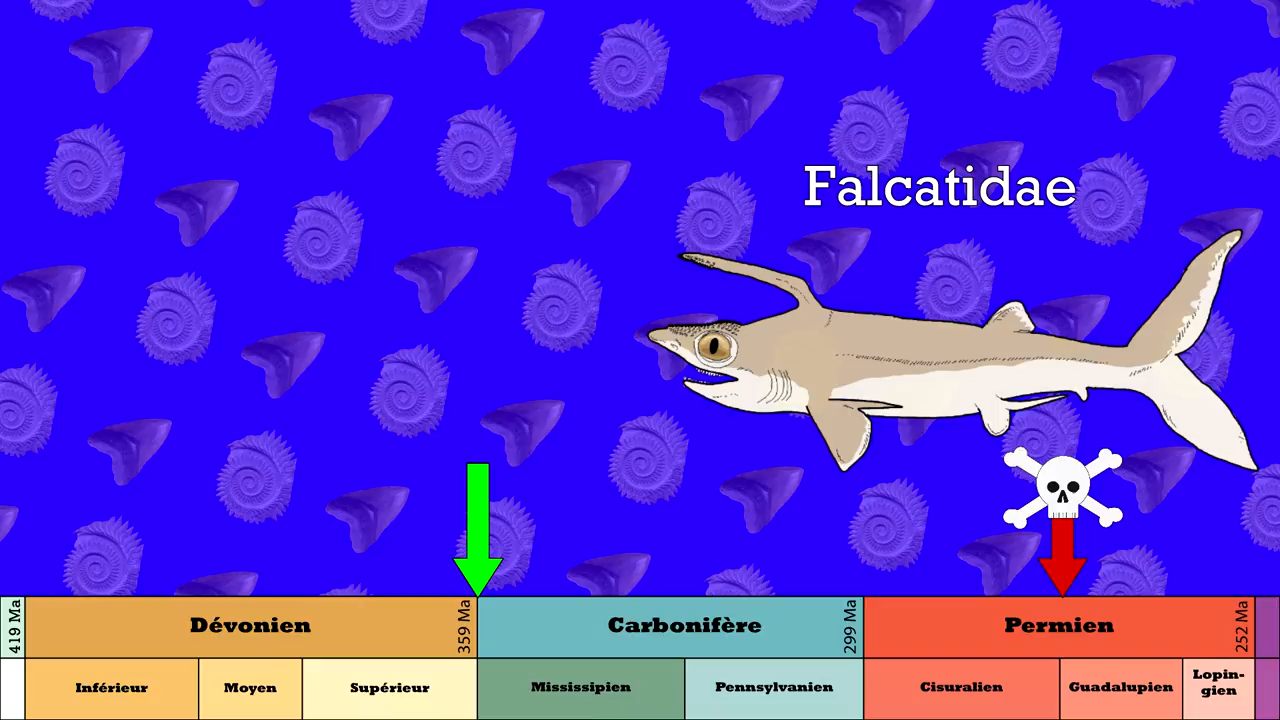 Falcatidae
419 Ma
Dévonien
359 Ma
Carbonifère
299 Ma
Permien
252 Ma
Inférieur
Moyen
Supérieur
Mississipien
Pennsylvanien
Cisuralien
Guadalupien
Lopin-
gien